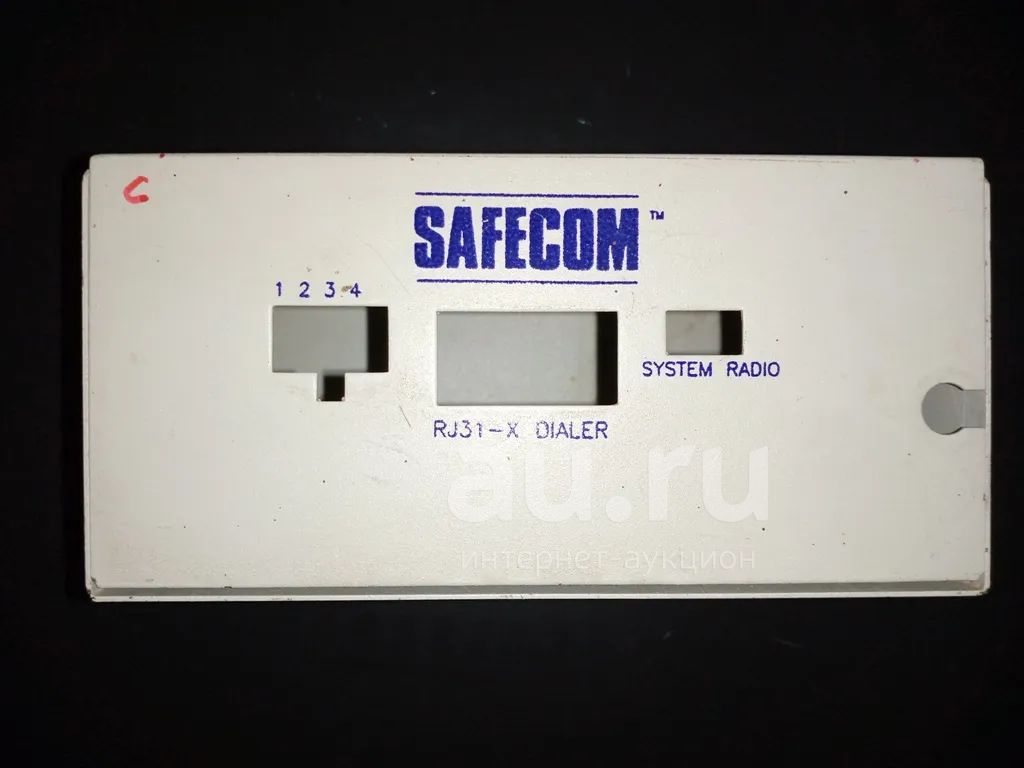 C
SAFECOM™
1 2 3 4
SYSTEM RADIO
RJ31-X DIALER
au.ru
интернет-аукцион